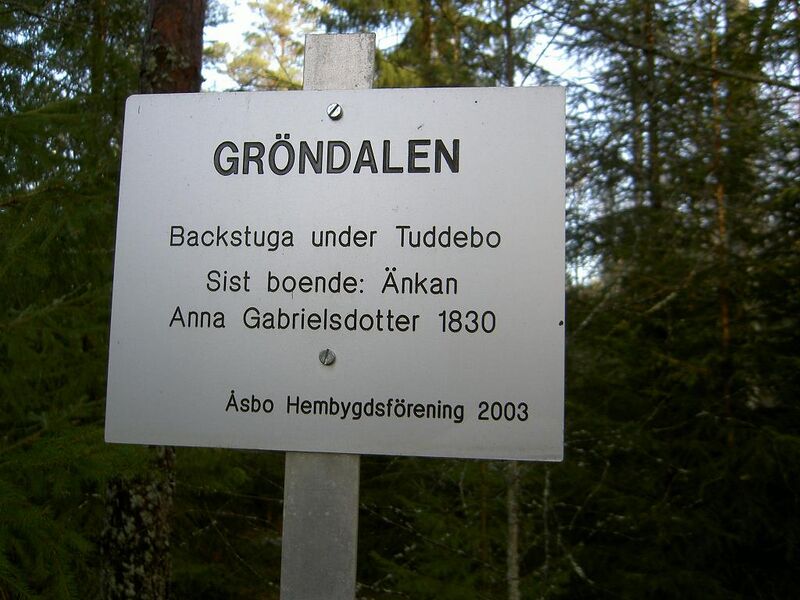 GRÖNDALEN
Backstuga under Tuddebo
Sist boende: Änkan
Anna Gabrielsdotter 1830
Åsbo Hembygdsförening 2003